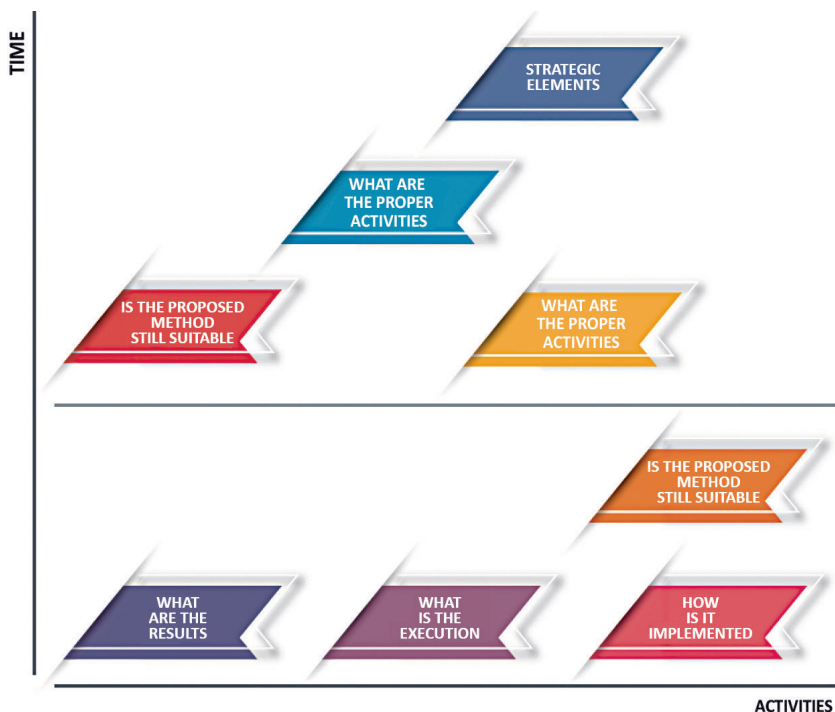 TIME
STRATEGIC
ELEMENTS
WHAT ARE
THE PROPER
ACTIVITIES
IS THE PROPOSED
METHOD
STILL SUITABLE
WHAT ARE
THE PROPER
ACTIVITIES
IS THE PROPOSED
METHOD
STILL SUITABLE
WHAT
ARE THE
RESULTS
WHAT
IS THE
EXECUTION
HOW
IS IT
IMPLEMENTED
ACTIVITIES